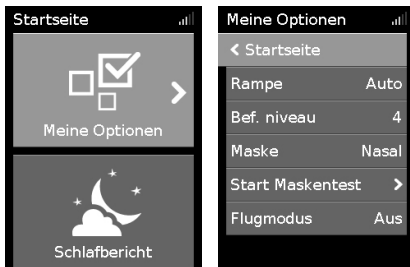 Startseite
Meine Optionen
Schlafbericht
Meine Optionen
Startseite
Rampe Auto
Bef. niveau 4
Maske Nasal
Start Maskentest
Flugmodus Aus